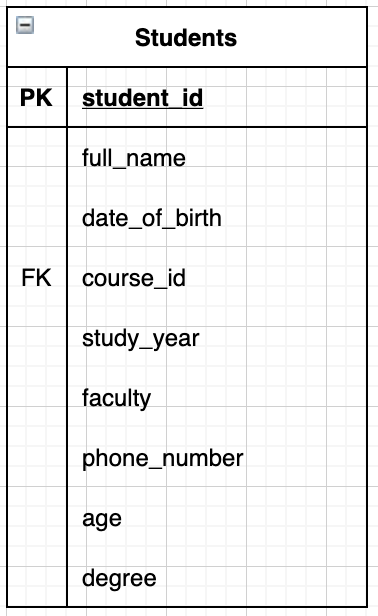 Students
PK student_id
full_name
date_of_birth
FK course_id
study_year
faculty
phone_number
age
degree